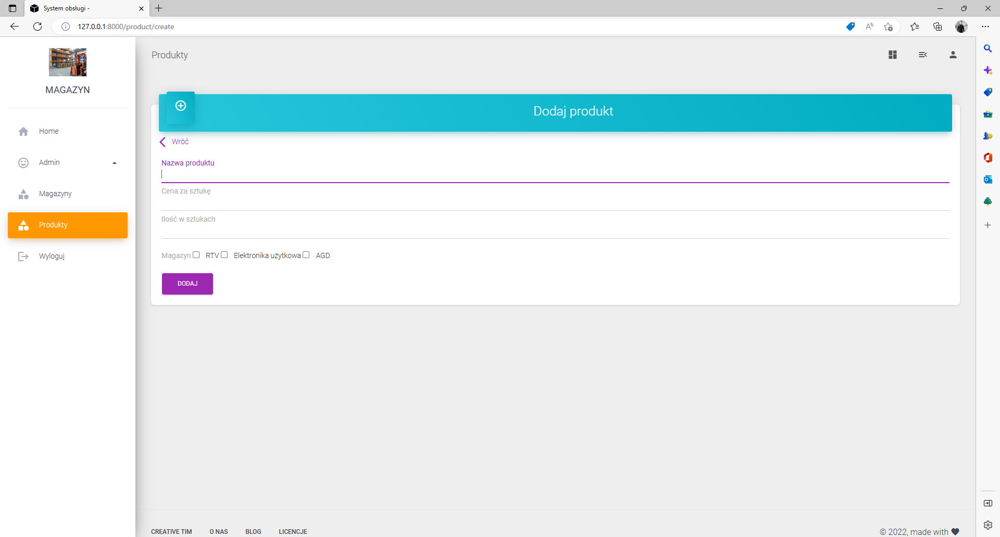 System obsługi -
127.0.0.1:8000/product/create
MAGAZYN
Home
Admin
Magazyny
Produkty
Wyloguj
Produkty
Dodaj produkt
Wróć
Nazwa produktu
Cena za sztukę
Ilość w sztukach
Magazyn RTV Elektronika użytkowa AGD
DODAJ
CREATIVE TIM O NAS BLOG LICENCJE
© 2022, made with